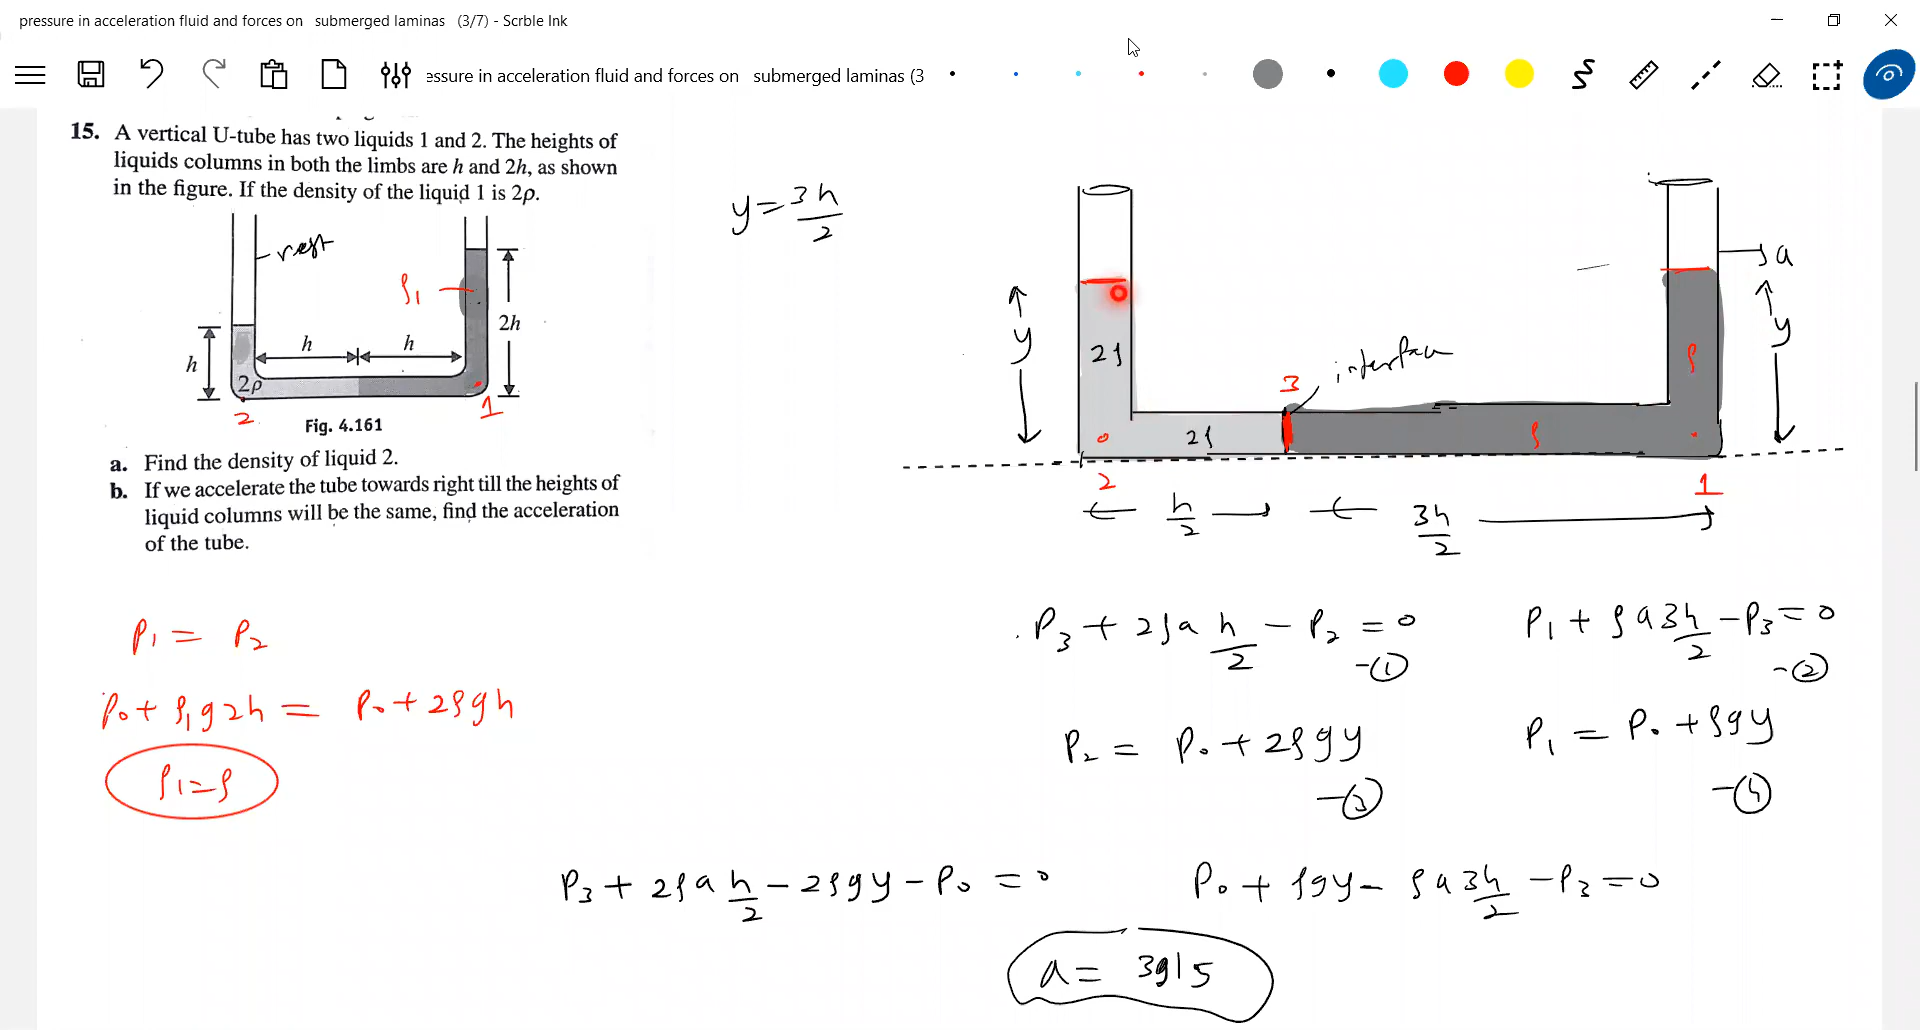 pressure in acceleration fluid and forces on submerged laminas (3/7) - Scrble Ink
essure in acceleration fluid and forces on submerged laminas (3
15. A vertical U-tube has two liquids 1 and 2. The heights of
liquids columns in both the limbs are h and 2h, as shown
in the figure. If the density of the liquid 1 is 2ρ.
rest
ρ₁
2h
h
h
h
2ρ
2
1
Fig. 4.161
a. Find the density of liquid 2.
b. If we accelerate the tube towards right till the heights of
liquid columns will be the same, find the acceleration
of the tube.
P₁ = P₂
P₀ + ρ₁g2h = P₀ + 2ρgh
ρ₁=ρ
y = 3h/2
a
y
y
2ρ
ρ
interface
3
2ρ
ρ
2
1
h/2
3h/2
P₃ + 2ρa h/2 - P₂ = 0 -①
P₁ + ρa3h/2 - P₃ = 0 -②
P₂ = P₀ + 2ρgy -③
P₁ = P₀ + ρgy -④
P₃ + 2ρa h/2 - 2ρgy - P₀ = 0
P₀ + ρgy - ρa3h/2 - P₃ = 0
a = 3g/5